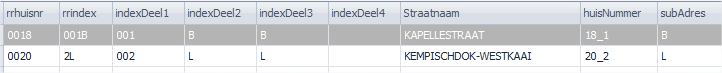 rrhuisnr rrindex indexDeel1 indexDeel2 indexDeel3 indexDeel4 Straatnaam huisNummer subAdres
0018 001B 001 B B KAPELLESTRAAT 18_1 B
0020 2L 002 L L KEMPISCHDOK-WESTKAAI 20_2 L